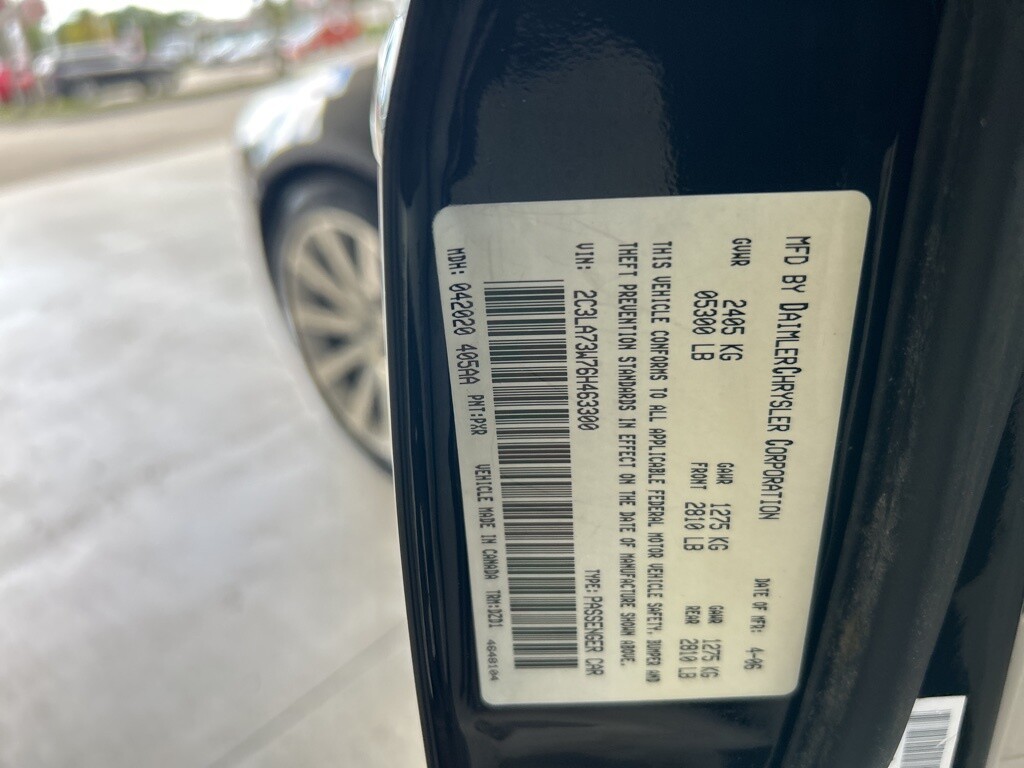 MFD BY DAIMLERCHRYSLER CORPORATION
DATE OF MFR: 4-06
GVWR 2405 KG
05300 LB
GAWR 1275 KG
FRONT 2810 LB
GAWR 1275 KG
REAR 2810 LB
THIS VEHICLE CONFORMS TO ALL APPLICABLE FEDERAL MOTOR VEHICLE SAFETY, BUMPER AND
THEFT PREVENTION STANDARDS IN EFFECT ON THE DATE OF MANUFACTURE SHOWN ABOVE.
VIN: 2C3LA73W76H463300
TYPE: PASSENGER CAR
MDH: 042020 405AA PNT:PXR VEHICLE MADE IN CANADA TRM:DZD1 4648104